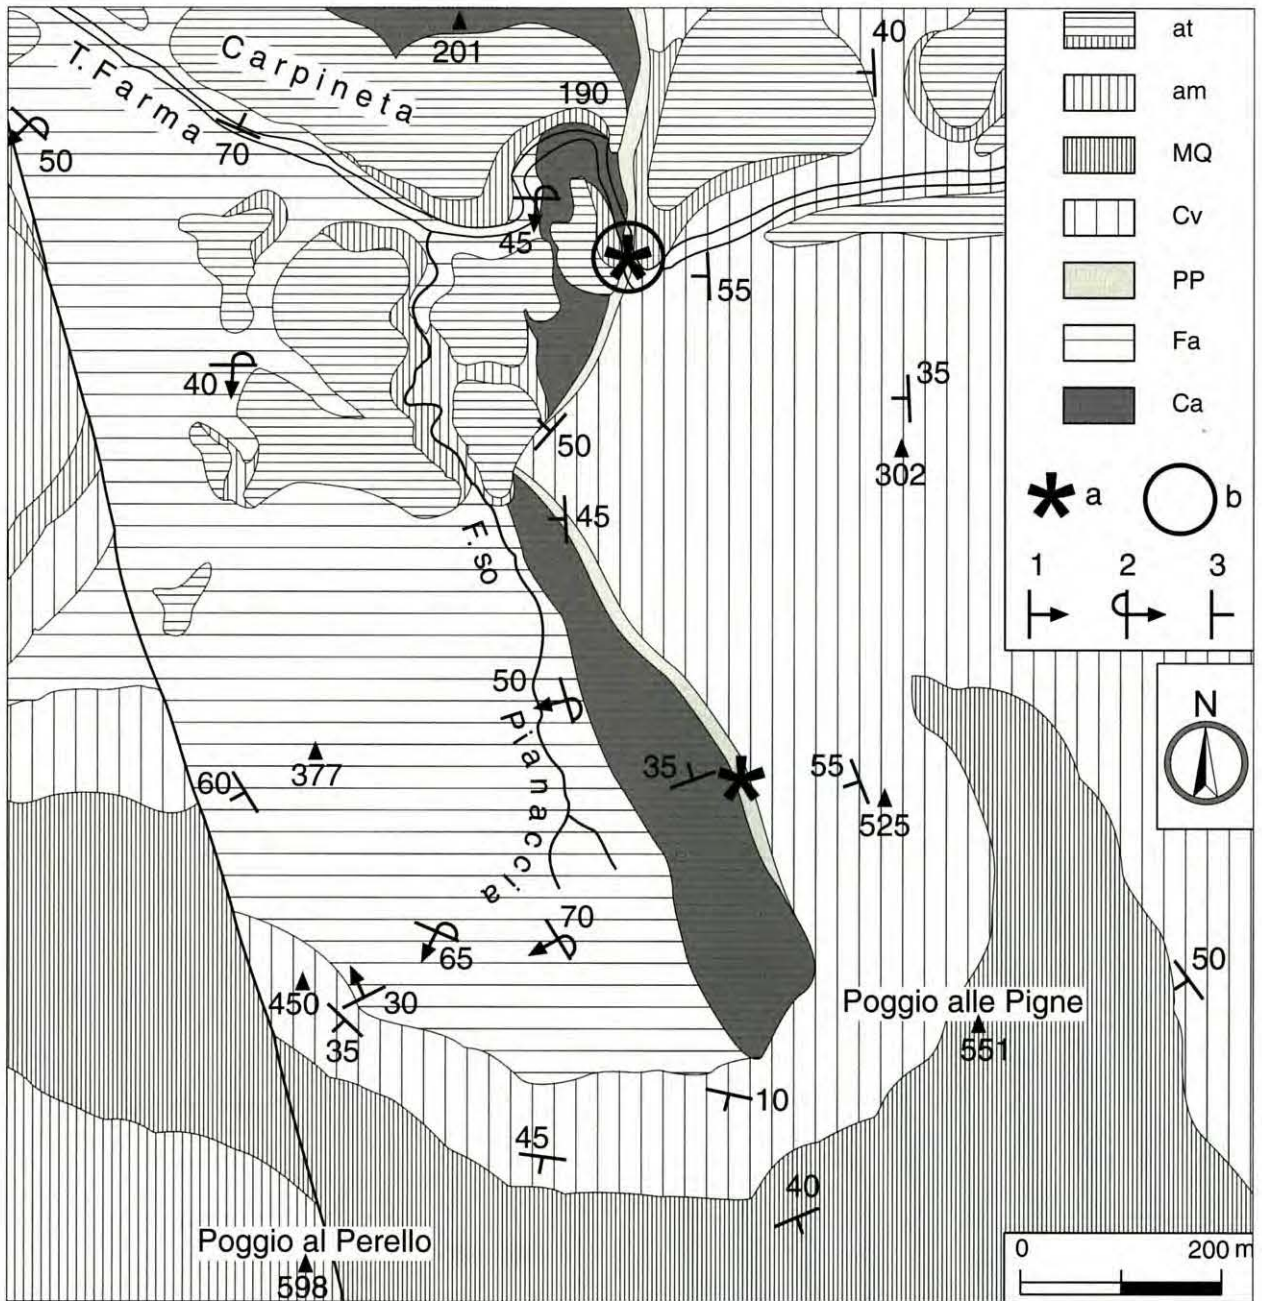 201
Carpineta
T. Farma
190
40
50
70
45
55
40
35
302
50
45
F.so Pianaccia
50
35
55
525
377
60
70
65
450
30
35
Poggio alle Pigne
551
50
10
45
40
Poggio al Perello
598
at
am
MQ
Cv
PP
Fa
Ca
a
b
1 2 3
N
0 200 m